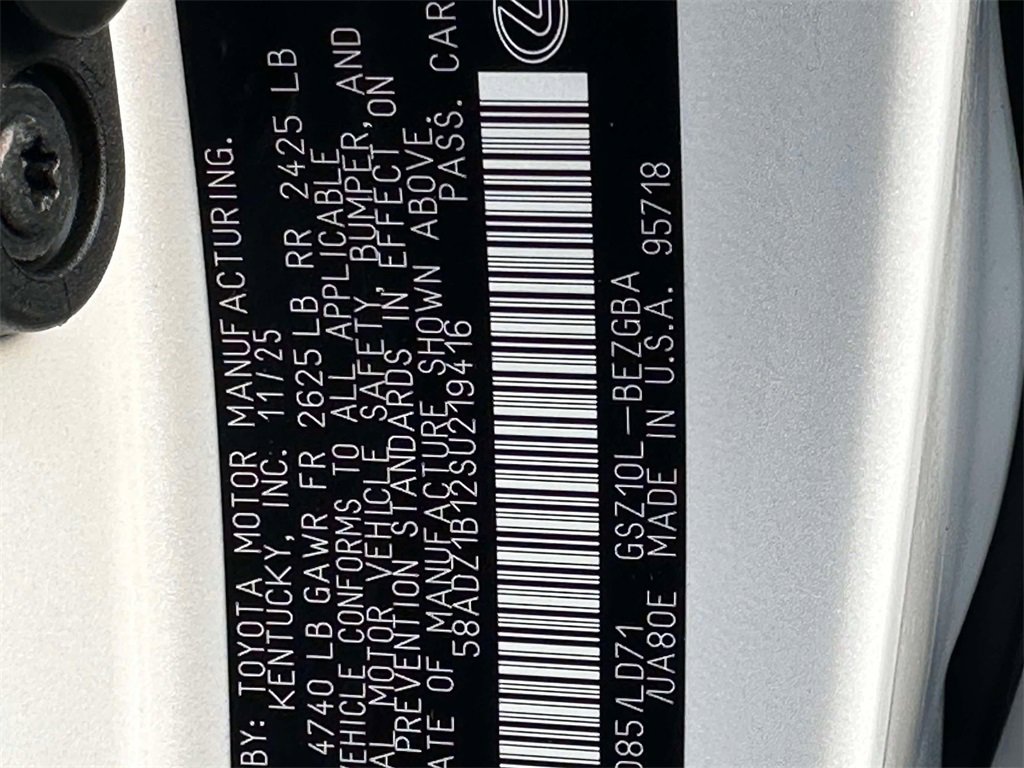 BY: TOYOTA MOTOR MANUFACTURING.
KENTUCKY, INC. 11/25
4740 LB GAWR FR 2625 LB RR 2425 LB
VEHICLE CONFORMS TO ALL APPLICABLE
AL MOTOR VEHICLE SAFETY, BUMPER, AND
PREVENTION STANDARDS IN EFFECT ON
ATE OF MANUFACTURE SHOWN ABOVE.
58ADZ1B12SU219416 PASS. CAR
085/LD71 GSZ10L-BEZGBA
/UA80E MADE IN U.S.A. 95718